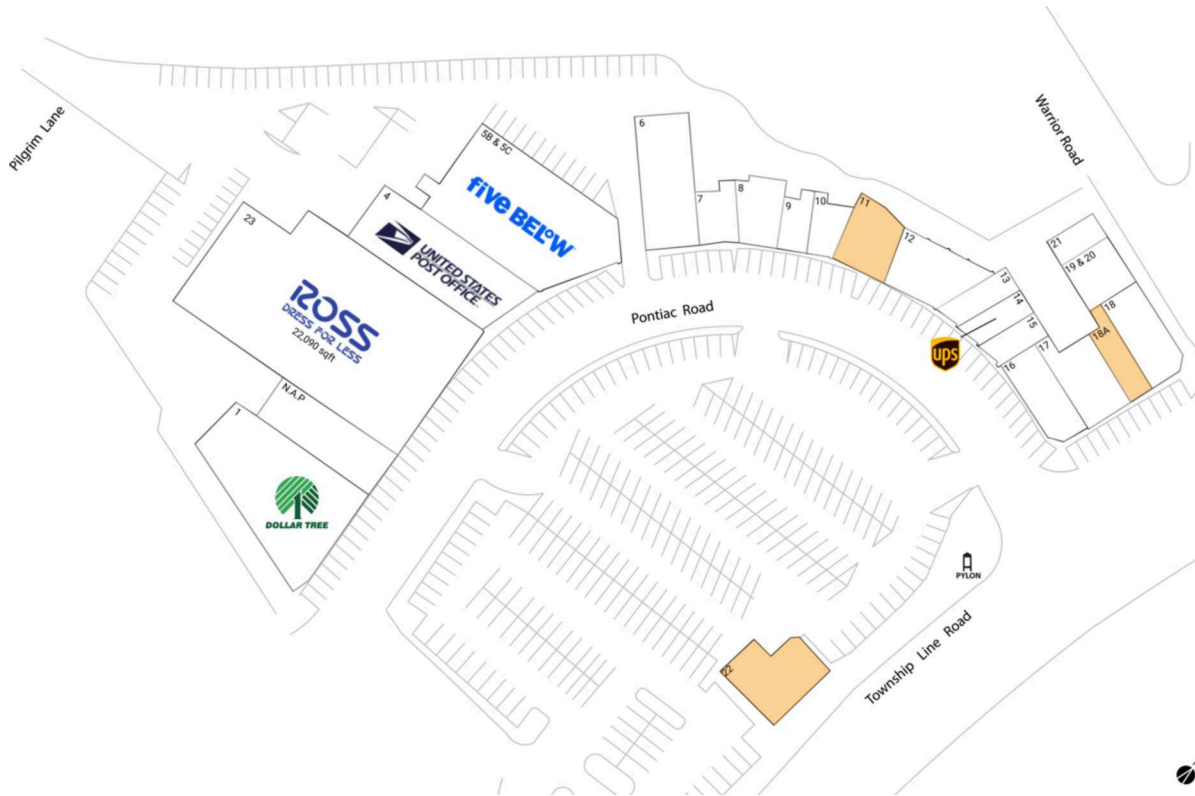 Pilgrim Lane
Warrior Road
5B & 5C
five BELOW
4
UNITED STATES
POST OFFICE
23
ROSS
DRESS FOR LESS
22,090 sqft
N.A.P
1
DOLLAR TREE
6
7
8
9
10
11
12
13
14
15
16
17
18
18A
19 & 20
21
ups
Pontiac Road
PYLON
22
Township Line Road